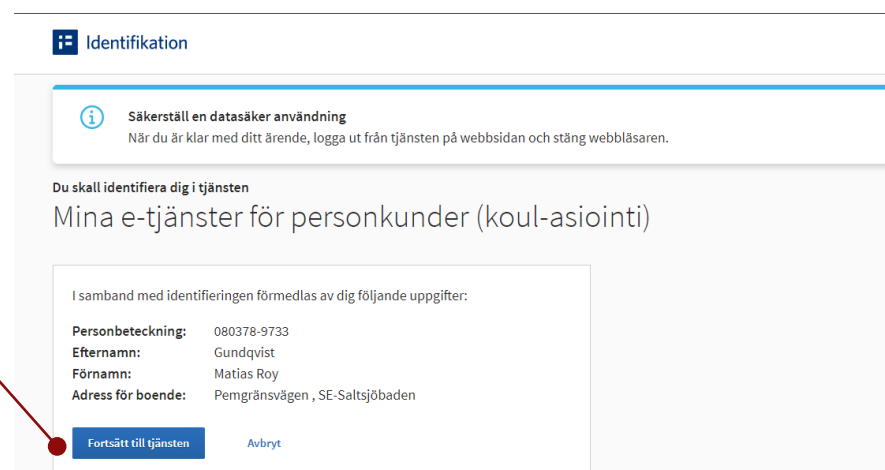 Identifikation
Säkerställ en datasäker användning
När du är klar med ditt ärende, logga ut från tjänsten på webbsidan och stäng webbläsaren.
Du skall identifiera dig i tjänsten
Mina e-tjänster för personkunder (koul-asiointi)
I samband med identifieringen förmedlas av dig följande uppgifter:
Personbeteckning: 080378-9733
Efternamn: Gundqvist
Förnamn: Matias Roy
Adress för boende: Pemgränsvägen , SE-Saltsjöbaden
Fortsätt till tjänsten Avbryt